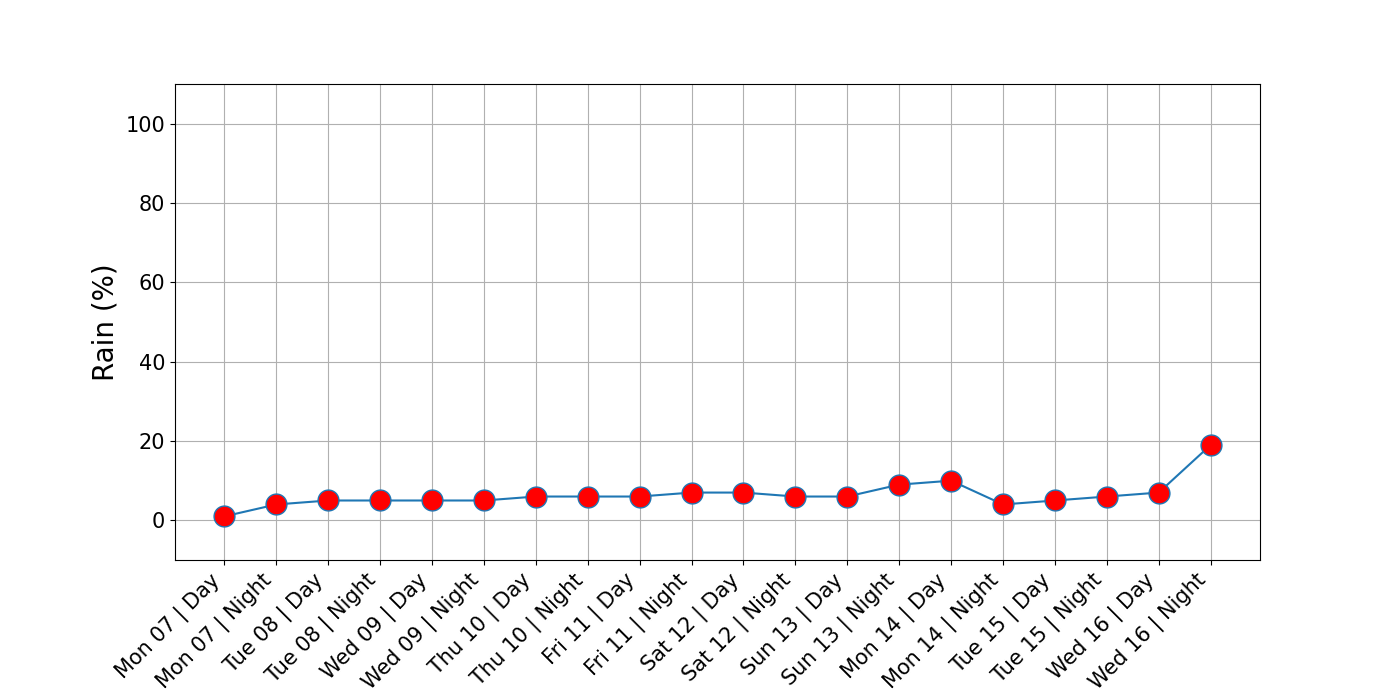 Rain (%)
100
80
60
40
20
0
Mon 07 | Day
Mon 07 | Night
Tue 08 | Day
Tue 08 | Night
Wed 09 | Day
Wed 09 | Night
Thu 10 | Day
Thu 10 | Night
Fri 11 | Day
Fri 11 | Night
Sat 12 | Day
Sat 12 | Night
Sun 13 | Day
Sun 13 | Night
Mon 14 | Day
Mon 14 | Night
Tue 15 | Day
Tue 15 | Night
Wed 16 | Day
Wed 16 | Night